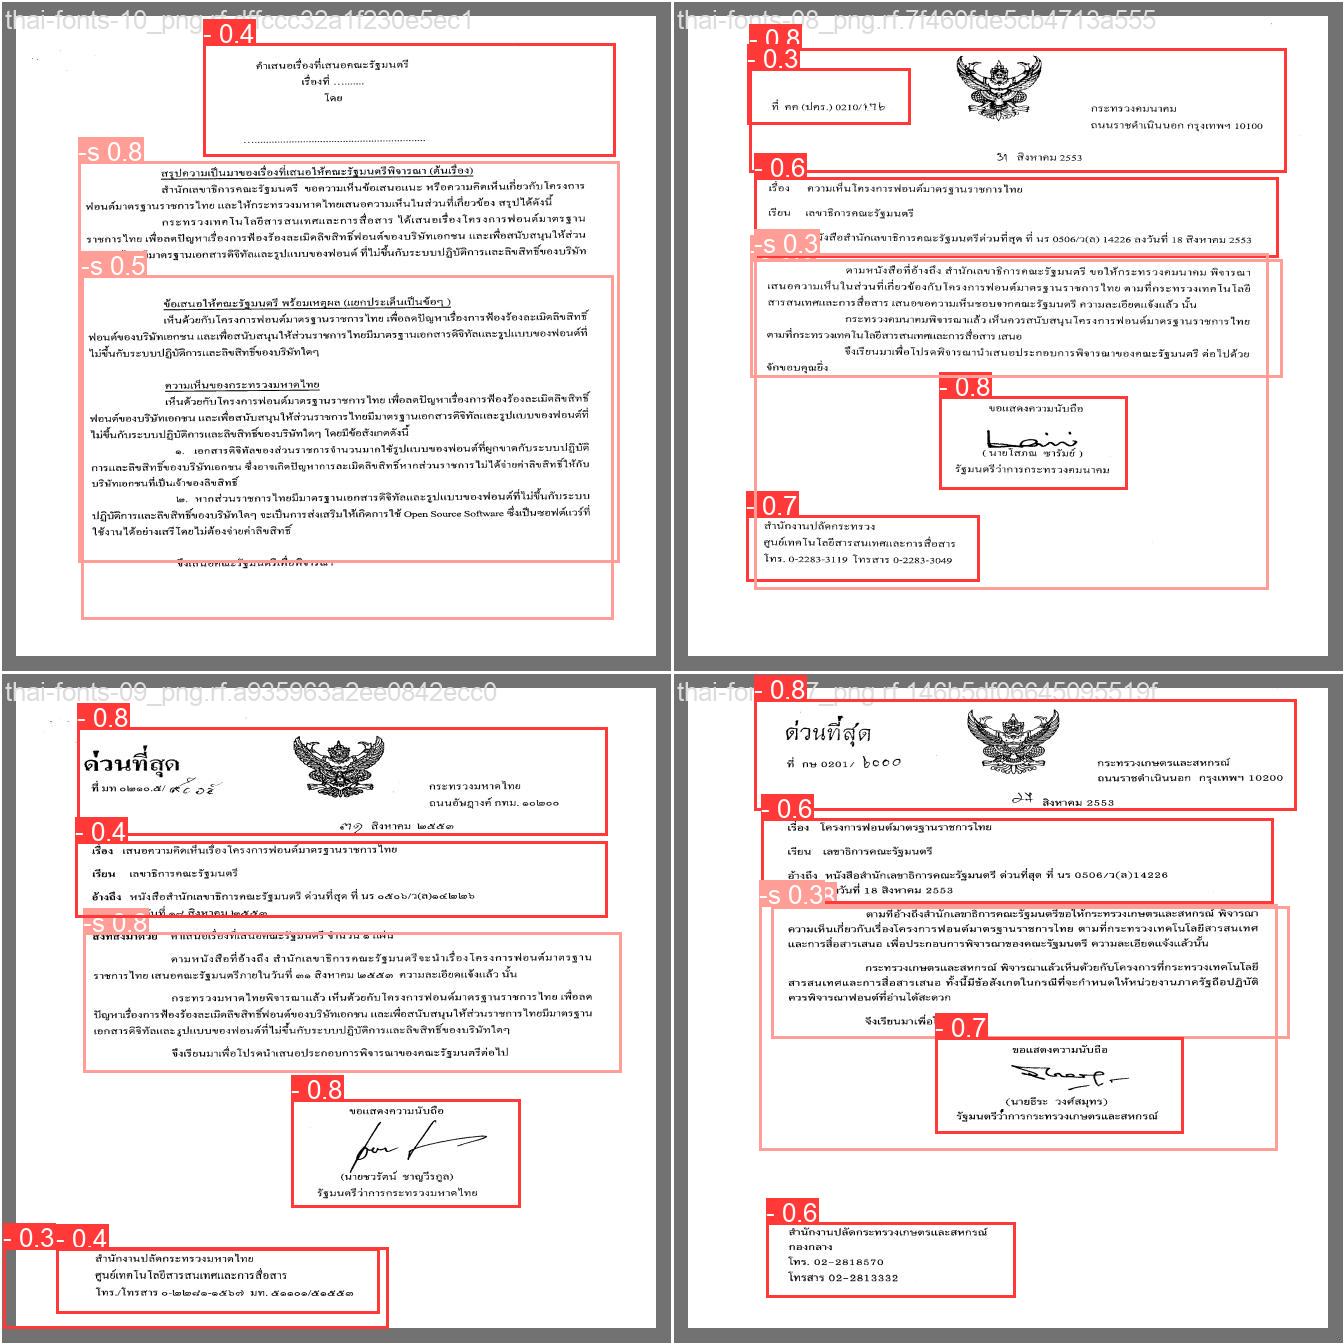 thai-fonts-10_png.rf.dffccc32a1f230e5ec1
- 0.4
คำเสนอเรื่องที่เสนอคณะรัฐมนตรี
เรื่องที่ ...........
โดย
-s 0.8
สรุปความเป็นมาของเรื่องที่เสนอให้คณะรัฐมนตรีพิจารณา (ต้นเรื่อง)
สำนักเลขาธิการคณะรัฐมนตรี ขอความเห็นข้อเสนอแนะ หรือความคิดเห็นเกี่ยวกับโครงการ
ฟอนต์มาตรฐานราชการไทย และให้กระทรวงมหาดไทยเสนอความเห็นในส่วนที่เกี่ยวข้อง สรุปได้ดังนี้
กระทรวงเทคโนโลยีสารสนเทศและการสื่อสาร ได้เสนอเรื่องโครงการฟอนต์มาตรฐาน
ราชการไทย เพื่อลดปัญหาเรื่องการฟ้องร้องละเมิดลิขสิทธิ์ฟอนต์ของบริษัทเอกชน และเพื่อสนับสนุนให้ส่วน
มาตรฐานเอกสารดิจิทัลและรูปแบบของฟอนต์ ที่ไม่ขึ้นกับระบบปฏิบัติการและลิขสิทธิ์ของบริษัท
-s 0.5
ข้อเสนอให้คณะรัฐมนตรี พร้อมเหตุผล (แยกประเด็นเป็นข้อๆ )
เห็นด้วยกับโครงการฟอนต์มาตรฐานราชการไทย เพื่อลดปัญหาเรื่องการฟ้องร้องละเมิดลิขสิทธิ์
ฟอนต์ของบริษัทเอกชน และเพื่อสนับสนุนให้ส่วนราชการไทยมีมาตรฐานเอกสารดิจิทัลและรูปแบบของฟอนต์ที่
ไม่ขึ้นกับระบบปฏิบัติการและลิขสิทธิ์ของบริษัทใดๆ
ความเห็นของกระทรวงมหาดไทย
เห็นด้วยกับโครงการฟอนต์มาตรฐานราชการไทย เพื่อลดปัญหาเรื่องการฟ้องร้องละเมิดลิขสิทธิ์
ฟอนต์ของบริษัทเอกชน และเพื่อสนับสนุนให้ส่วนราชการไทยมีมาตรฐานเอกสารดิจิทัลและรูปแบบของฟอนต์ที่
ไม่ขึ้นกับระบบปฏิบัติการและลิขสิทธิ์ของบริษัทใดๆ โดยมีข้อสังเกตดังนี้
๑. เอกสารดิจิทัลของส่วนราชการจำนวนมากใช้รูปแบบของฟอนต์ที่ผูกขาดกับระบบปฏิบัติ
การและลิขสิทธิ์ของบริษัทเอกชน ซึ่งอาจเกิดปัญหาการละเมิดลิขสิทธิ์หากส่วนราชการไม่ได้จ่ายค่าลิขสิทธิ์ให้กับ
บริษัทเอกชนที่เป็นเจ้าของลิขสิทธิ์
๒. หากส่วนราชการไทยมีมาตรฐานเอกสารดิจิทัลและรูปแบบของฟอนต์ที่ไม่ขึ้นกับระบบ
ปฏิบัติการและลิขสิทธิ์ของบริษัทใดๆ จะเป็นการส่งเสริมให้เกิดการใช้ Open Source Software ซึ่งเป็นซอฟต์แวร์ที่
ใช้งานได้อย่างเสรีโดยไม่ต้องจ่ายค่าลิขสิทธิ์
จึงเสนอคณะรัฐมนตรีเพื่อพิจารณา
thai-fonts-08_png.rf.7f460fde5cb4713a555
- 0.8
- 0.3
ที่ คค (ปคร.) 0210/176
กระทรวงคมนาคม
ถนนราชดำเนินนอก กรุงเทพฯ 10100
31 สิงหาคม 2553
- 0.6
เรื่อง ความเห็นโครงการฟอนต์มาตรฐานราชการไทย
เรียน เลขาธิการคณะรัฐมนตรี
หนังสือสำนักเลขาธิการคณะรัฐมนตรีด่วนที่สุด ที่ นร 0506/ว(ล) 14226 ลงวันที่ 18 สิงหาคม 2553
-s 0.3
ตามหนังสือที่อ้างถึง สำนักเลขาธิการคณะรัฐมนตรี ขอให้กระทรวงคมนาคม พิจารณา
เสนอความเห็นในส่วนที่เกี่ยวข้องกับโครงการฟอนต์มาตรฐานราชการไทย ตามที่กระทรวงเทคโนโลยี
สารสนเทศและการสื่อสาร เสนอขอความเห็นชอบจากคณะรัฐมนตรี ความละเอียดแจ้งแล้ว นั้น
กระทรวงคมนาคมพิจารณาแล้ว เห็นควรสนับสนุนโครงการฟอนต์มาตรฐานราชการไทย
ตามที่กระทรวงเทคโนโลยีสารสนเทศและการสื่อสาร เสนอ
จึงเรียนมาเพื่อโปรดพิจารณานำเสนอประกอบการพิจารณาของคณะรัฐมนตรี ต่อไปด้วย
จักขอบคุณยิ่ง
- 0.8
ขอแสดงความนับถือ
( นายโสภณ ซารัมย์ )
รัฐมนตรีว่าการกระทรวงคมนาคม
- 0.7
สำนักงานปลัดกระทรวง
ศูนย์เทคโนโลยีสารสนเทศและการสื่อสาร
โทร. 0-2283-3119 โทรสาร 0-2283-3049
thai-fonts-09_png.rf.a935963a2ee0842ecc0
- 0.8
ด่วนที่สุด
ที่ มท ๐๒๑๐.๕/
กระทรวงมหาดไทย
ถนนอัษฎางค์ กทม. ๑๐๒๐๐
๓๑ สิงหาคม ๒๕๕๓
- 0.4
เรื่อง เสนอความคิดเห็นเรื่องโครงการฟอนต์มาตรฐานราชการไทย
เรียน เลขาธิการคณะรัฐมนตรี
อ้างถึง หนังสือสำนักเลขาธิการคณะรัฐมนตรี ด่วนที่สุด ที่ นร ๐๕๐๖/ว(ล)๑๔๒๒๖
วันที่ ๑๘ สิงหาคม ๒๕๕๓
-s 0.8
สิ่งที่ส่งมาด้วย คำเสนอเรื่องที่เสนอคณะรัฐมนตรี จำนวน ๑ แผ่น
ตามหนังสือที่อ้างถึง สำนักเลขาธิการคณะรัฐมนตรีจะนำเรื่องโครงการฟอนต์มาตรฐาน
ราชการไทย เสนอคณะรัฐมนตรีภายในวันที่ ๓๑ สิงหาคม ๒๕๕๓ ความละเอียดแจ้งแล้ว นั้น
กระทรวงมหาดไทยพิจารณาแล้ว เห็นด้วยกับโครงการฟอนต์มาตรฐานราชการไทย เพื่อลด
ปัญหาเรื่องการฟ้องร้องละเมิดลิขสิทธิ์ฟอนต์ของบริษัทเอกชน และเพื่อสนับสนุนให้ส่วนราชการไทยมีมาตรฐาน
เอกสารดิจิทัลและรูปแบบของฟอนต์ที่ไม่ขึ้นกับระบบปฏิบัติการและลิขสิทธิ์ของบริษัทใดๆ
จึงเรียนมาเพื่อโปรดนำเสนอประกอบการพิจารณาของคณะรัฐมนตรีต่อไป
- 0.8
ขอแสดงความนับถือ
(นายชวรัตน์ ชาญวีรกูล)
รัฐมนตรีว่าการกระทรวงมหาดไทย
- 0.3
- 0.4
สำนักงานปลัดกระทรวงมหาดไทย
ศูนย์เทคโนโลยีสารสนเทศและการสื่อสาร
โทร./โทรสาร ๐-๒๒๘๑-๑๕๖๗ มท. ๕๑๑๐๑/๕๑๕๕๓
7_png.rf.146b5df06645095519f
- 0.8
ด่วนที่สุด
ที่ กษ 0201/ ๖๐๐๐
กระทรวงเกษตรและสหกรณ์
ถนนราชดำเนินนอก กรุงเทพฯ 10200
๒๗ สิงหาคม 2553
- 0.6
เรื่อง โครงการฟอนต์มาตรฐานราชการไทย
เรียน เลขาธิการคณะรัฐมนตรี
อ้างถึง หนังสือสำนักเลขาธิการคณะรัฐมนตรี ด่วนที่สุด ที่ นร 0506/ว(ล)14226
วันที่ 18 สิงหาคม 2553
-s 0.3
ตามที่อ้างถึงสำนักเลขาธิการคณะรัฐมนตรีขอให้กระทรวงเกษตรและสหกรณ์ พิจารณา
ความเห็นเกี่ยวกับเรื่องโครงการฟอนต์มาตรฐานราชการไทย ตามที่กระทรวงเทคโนโลยีสารสนเทศ
และการสื่อสารเสนอ เพื่อประกอบการพิจารณาของคณะรัฐมนตรี ความละเอียดแจ้งแล้วนั้น
กระทรวงเกษตรและสหกรณ์ พิจารณาแล้วเห็นด้วยกับโครงการที่กระทรวงเทคโนโลยี
สารสนเทศและการสื่อสารเสนอ ทั้งนี้มีข้อสังเกตในกรณีที่จะกำหนดให้หน่วยงานภาครัฐถือปฏิบัติ
ควรพิจารณาฟอนต์ที่อ่านได้สะดวก
จึงเรียนมาเพื่อ
- 0.7
ขอแสดงความนับถือ
(นายธีระ วงศ์สมุทร)
รัฐมนตรีว่าการกระทรวงเกษตรและสหกรณ์
- 0.6
สำนักงานปลัดกระทรวงเกษตรและสหกรณ์
กองกลาง
โทร. 02-2818570
โทรสาร 02-2813332